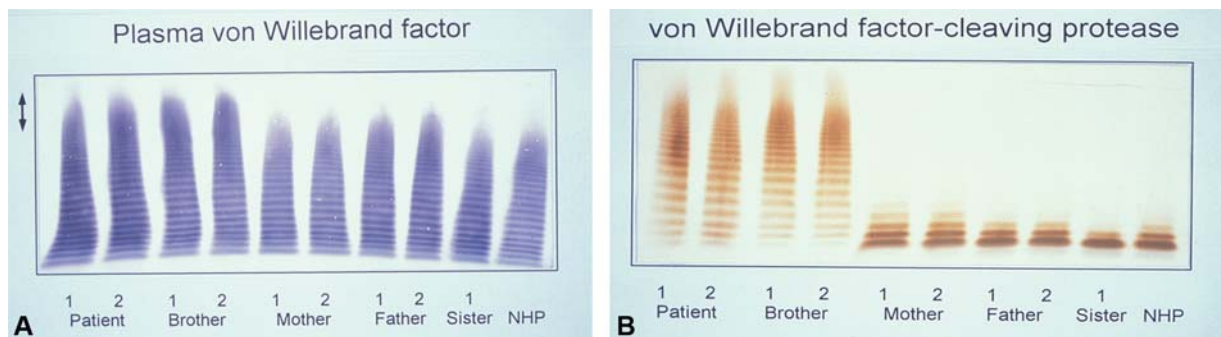 Plasma von Willebrand factor
1 2 1 2 1 2 1 2 1
Patient Brother Mother Father Sister NHP
A
von Willebrand factor-cleaving protease
1 2 1 2 1 2 1 2 1
Patient Brother Mother Father Sister NHP
B